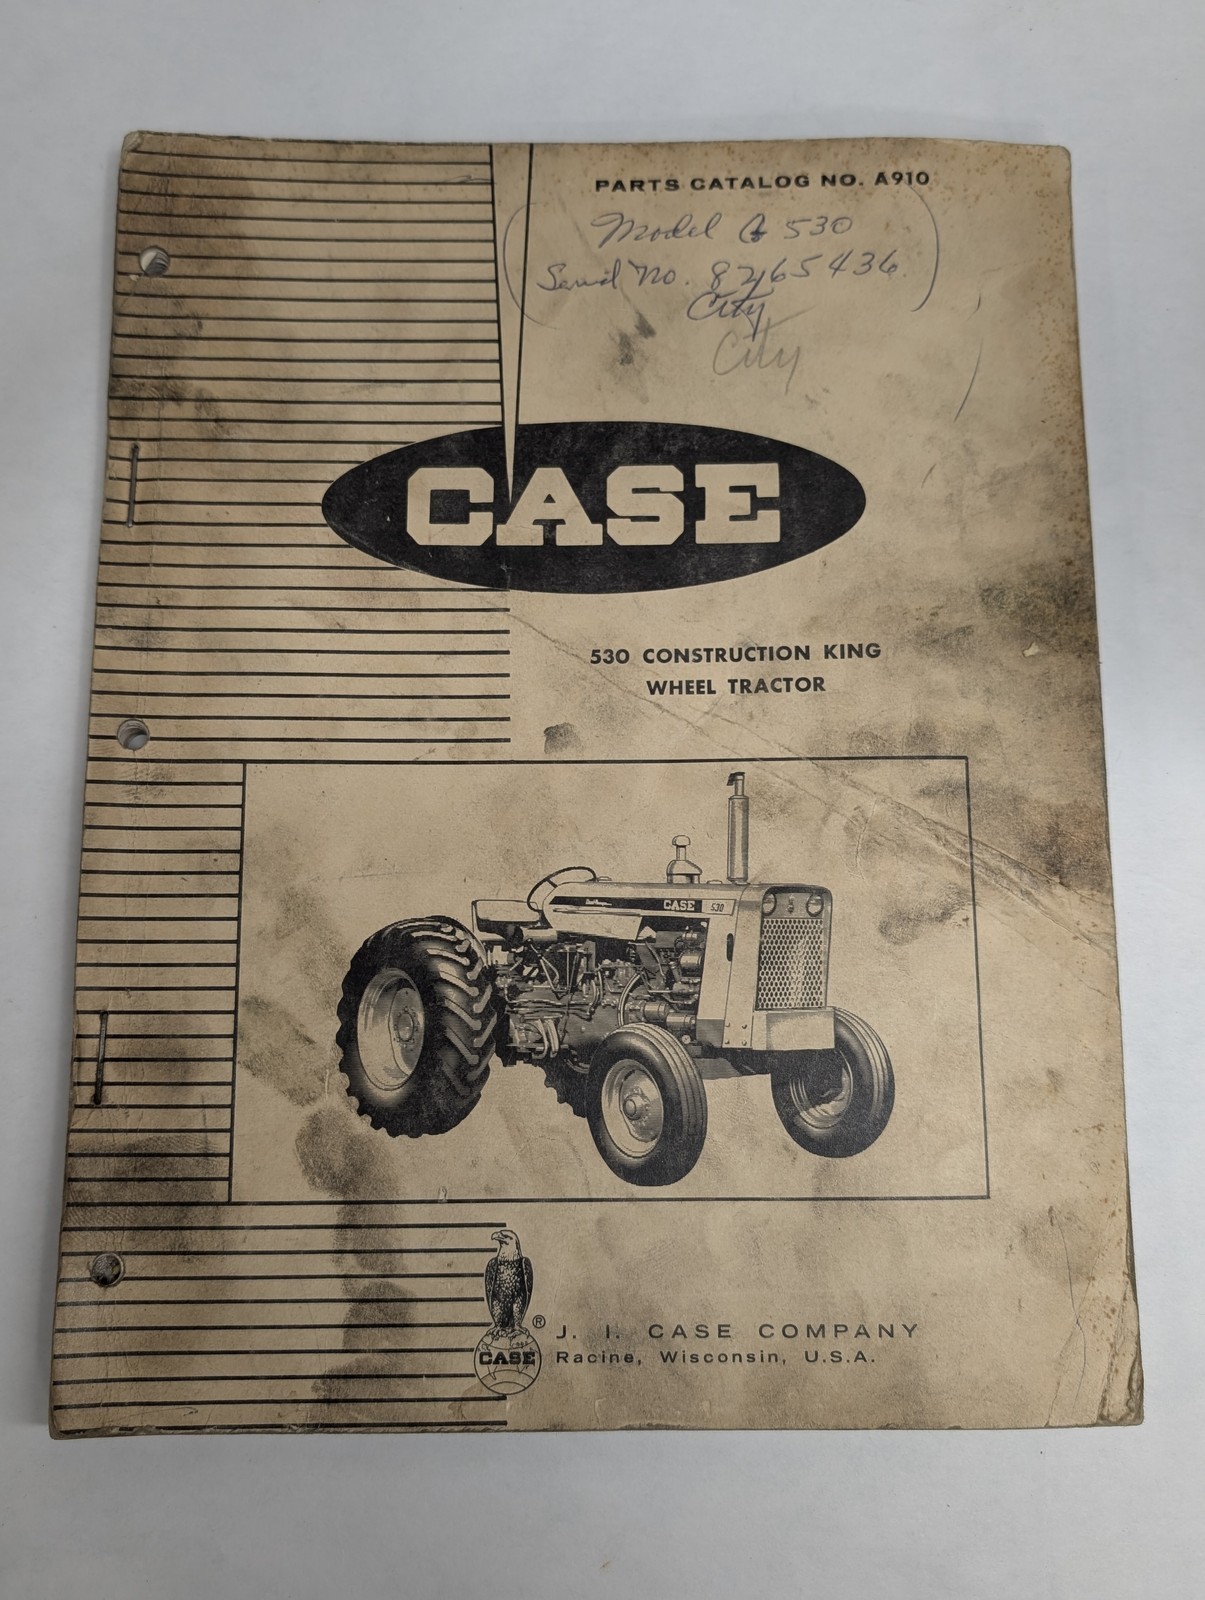 PARTS CATALOG NO. A910
Model G 530
Serial No. 8265436
City
City
CASE
530 CONSTRUCTION KING
WHEEL TRACTOR
CASE 530
® J. I. CASE COMPANY
CASE Racine, Wisconsin, U.S.A.